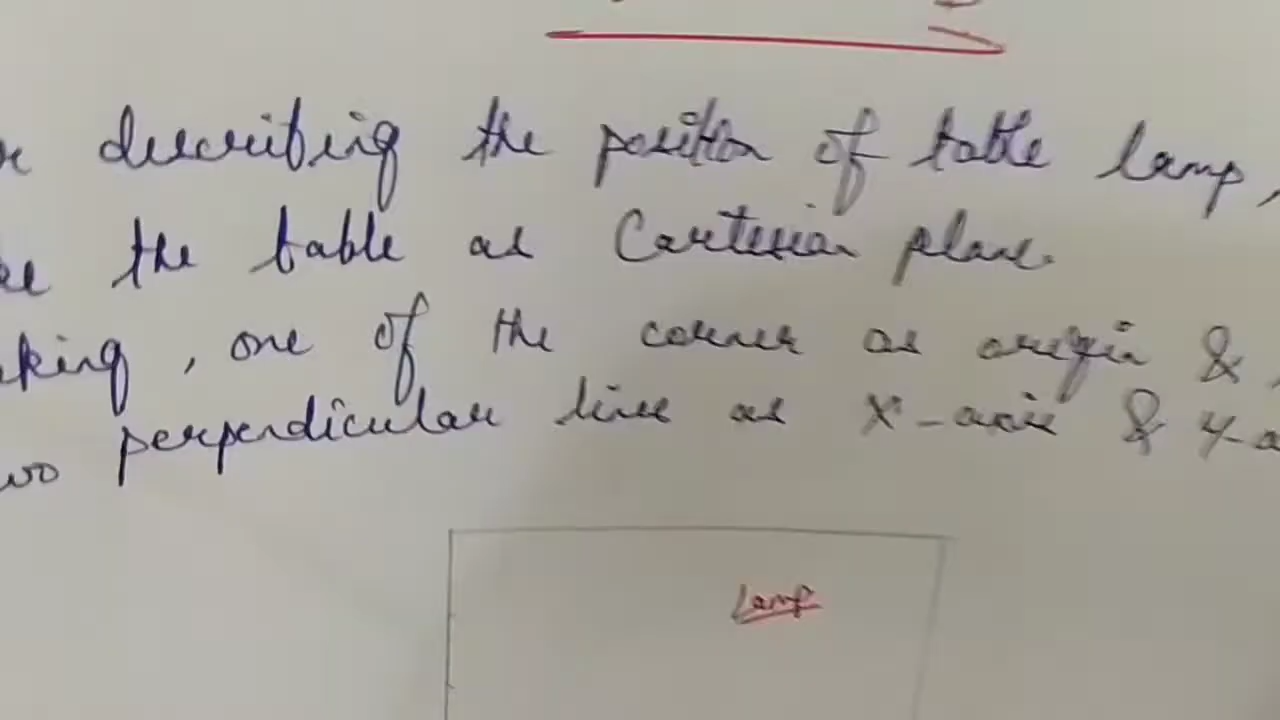 describing the position of table lamp,
the table as Cartesian plane.
, one of the corner as origin &
perpendicular lines as X-axis & Y-a
Lamp